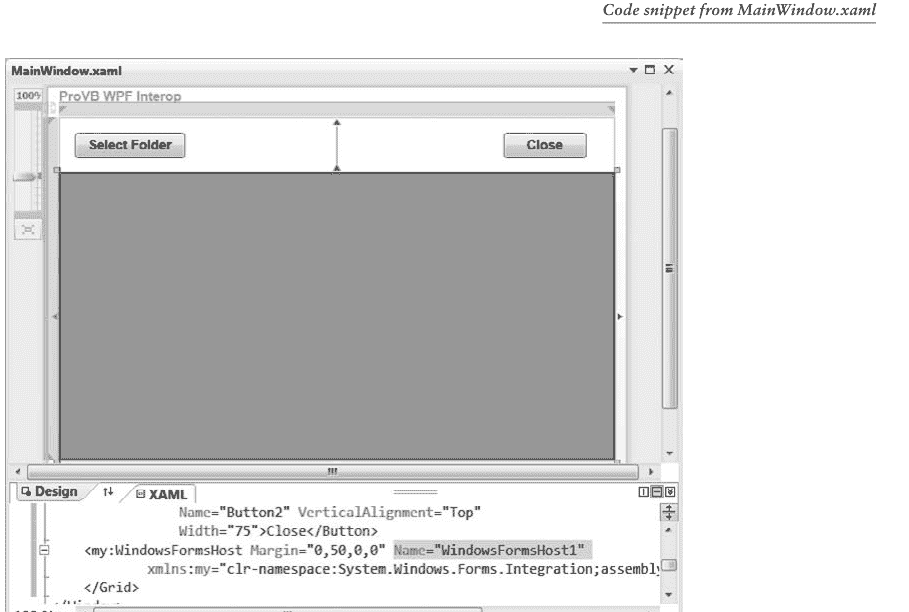 Code snippet from MainWindow.xaml
MainWindow.xaml
100%
ProVB WPF Interop
Select Folder
Close
Design
XAML
Name="Button2" VerticalAlignment="Top"
Width="75">Close</Button>
<my:WindowsFormsHost Margin="0,50,0,0" Name="WindowsFormsHost1"
xmlns:my="clr-namespace:System.Windows.Forms.Integration;assembly
</Grid>
</Window>
100 %